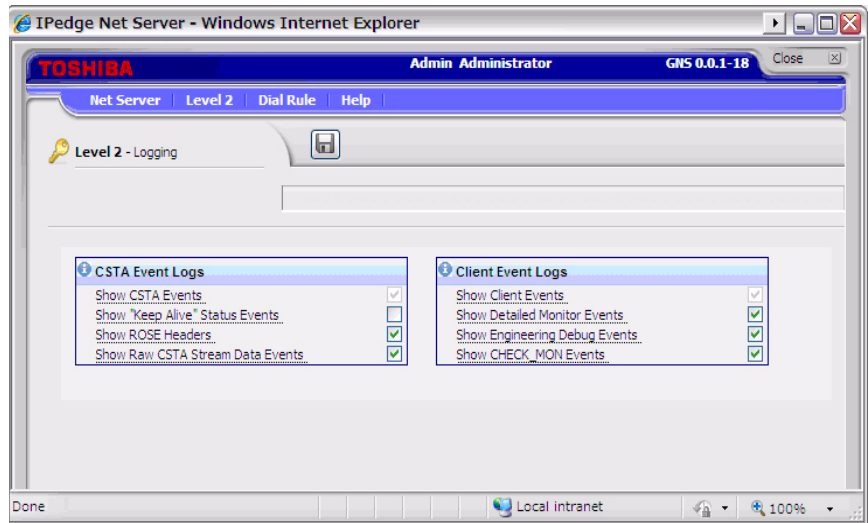 IPedge Net Server - Windows Internet Explorer
TOSHIBA
Admin Administrator
GNS 0.0.1-18
Close
Net Server
Level 2
Dial Rule
Help
Level 2 - Logging
CSTA Event Logs
Show CSTA Events
Show "Keep Alive" Status Events
Show ROSE Headers
Show Raw CSTA Stream Data Events
Client Event Logs
Show Client Events
Show Detailed Monitor Events
Show Engineering Debug Events
Show CHECK_MON Events
Done
Local intranet
100%